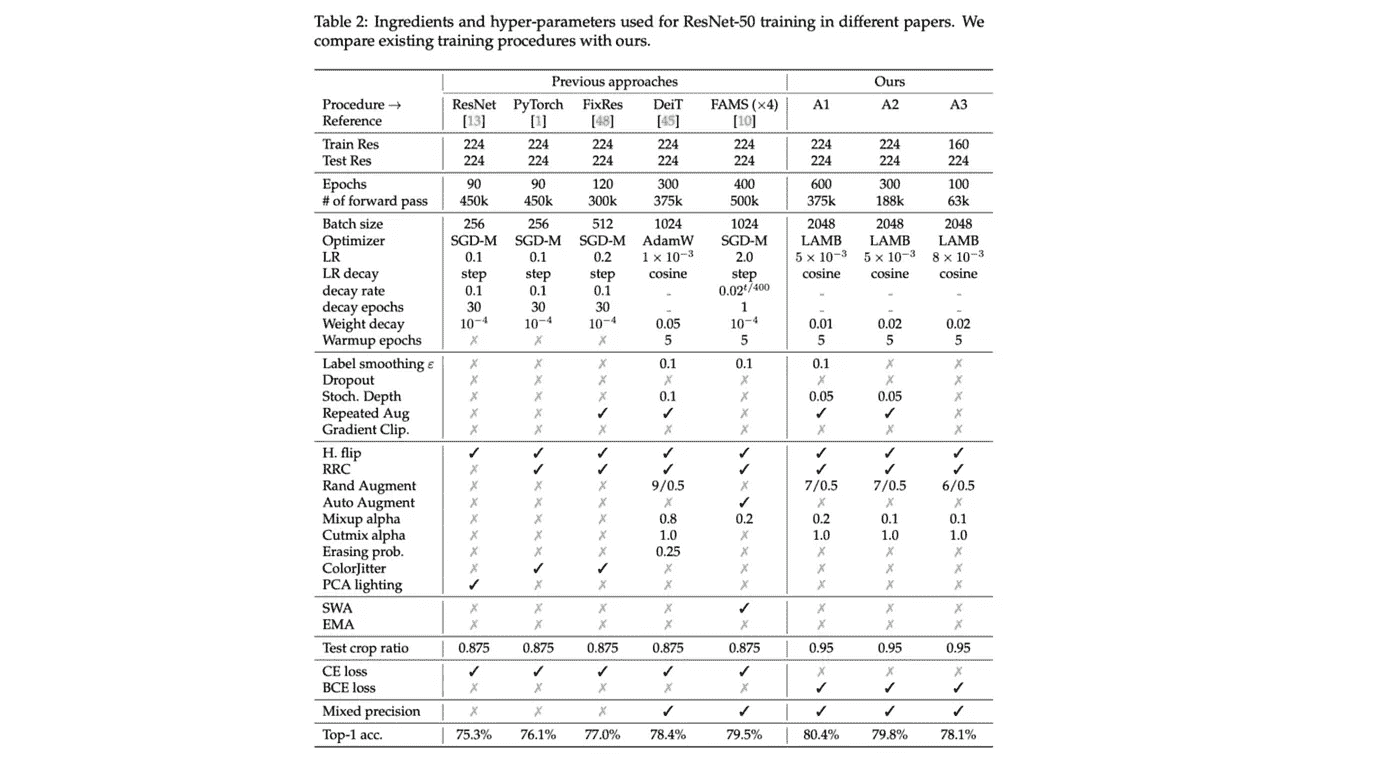 Table 2: Ingredients and hyper-parameters used for ResNet-50 training in different papers. We
compare existing training procedures with ours.
Previous approaches Ours
Procedure → ResNet PyTorch FixRes DeiT FAMS (×4) A1 A2 A3
Reference [13] [1] [48] [45] [10]
Train Res 224 224 224 224 224 224 224 160
Test Res 224 224 224 224 224 224 224 224
Epochs 90 90 120 300 400 600 300 100
# of forward pass 450k 450k 300k 375k 500k 375k 188k 63k
Batch size 256 256 512 1024 1024 2048 2048 2048
Optimizer SGD-M SGD-M SGD-M AdamW SGD-M LAMB LAMB LAMB
LR 0.1 0.1 0.2 1 × 10⁻³ 2.0 5 × 10⁻³ 5 × 10⁻³ 8 × 10⁻³
LR decay step step step cosine step cosine cosine cosine
decay rate 0.1 0.1 0.1 - 0.02^{t/400} - - -
decay epochs 30 30 30 - 1 - - -
Weight decay 10⁻⁴ 10⁻⁴ 10⁻⁴ 0.05 10⁻⁴ 0.01 0.02 0.02
Warmup epochs ✗ ✗ ✗ 5 5 5 5 5
Label smoothing ε ✗ ✗ ✗ 0.1 0.1 0.1 ✗ ✗
Dropout ✗ ✗ ✗ ✗ ✗ ✗ ✗ ✗
Stoch. Depth ✗ ✗ ✗ 0.1 ✗ 0.05 0.05 ✗
Repeated Aug ✗ ✗ ✓ ✓ ✗ ✓ ✓ ✗
Gradient Clip. ✗ ✗ ✗ ✗ ✗ ✗ ✗ ✗
H. flip ✓ ✓ ✓ ✓ ✓ ✓ ✓ ✓
RRC ✗ ✓ ✓ ✓ ✓ ✓ ✓ ✓
Rand Augment ✗ ✗ ✗ 9/0.5 ✗ 7/0.5 7/0.5 6/0.5
Auto Augment ✗ ✗ ✗ ✗ ✓ ✗ ✗ ✗
Mixup alpha ✗ ✗ ✗ 0.8 0.2 0.2 0.1 0.1
Cutmix alpha ✗ ✗ ✗ 1.0 ✗ 1.0 1.0 1.0
Erasing prob. ✗ ✗ ✗ 0.25 ✗ ✗ ✗ ✗
ColorJitter ✗ ✓ ✓ ✗ ✗ ✗ ✗ ✗
PCA lighting ✓ ✗ ✗ ✗ ✗ ✗ ✗ ✗
SWA ✗ ✗ ✗ ✗ ✓ ✗ ✗ ✗
EMA ✗ ✗ ✗ ✗ ✗ ✗ ✗ ✗
Test crop ratio 0.875 0.875 0.875 0.875 0.875 0.95 0.95 0.95
CE loss ✓ ✓ ✓ ✓ ✓ ✗ ✗ ✗
BCE loss ✗ ✗ ✗ ✗ ✗ ✓ ✓ ✓
Mixed precision ✗ ✗ ✗ ✓ ✓ ✓ ✓ ✓
Top-1 acc. 75.3% 76.1% 77.0% 78.4% 79.5% 80.4% 79.8% 78.1%